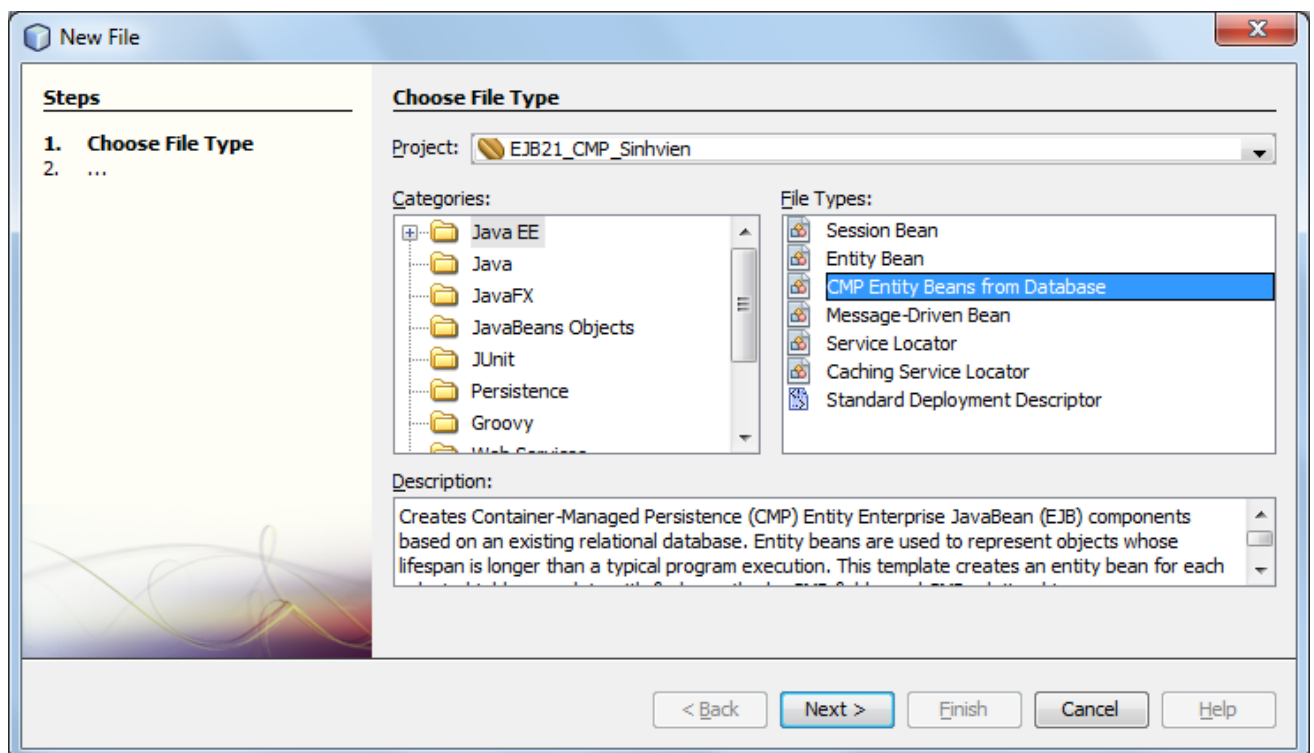 New File
Steps
1. Choose File Type
2. ...
Choose File Type
Project: EJB21_CMP_Sinhvien
Categories:
Java EE
Java
JavaFX
JavaBeans Objects
JUnit
Persistence
Groovy
Web Services
File Types:
Session Bean
Entity Bean
CMP Entity Beans from Database
Message-Driven Bean
Service Locator
Caching Service Locator
Standard Deployment Descriptor
Description:
Creates Container-Managed Persistence (CMP) Entity Enterprise JavaBean (EJB) components
based on an existing relational database. Entity beans are used to represent objects whose
lifespan is longer than a typical program execution. This template creates an entity bean for each
< Back
Next >
Finish
Cancel
Help